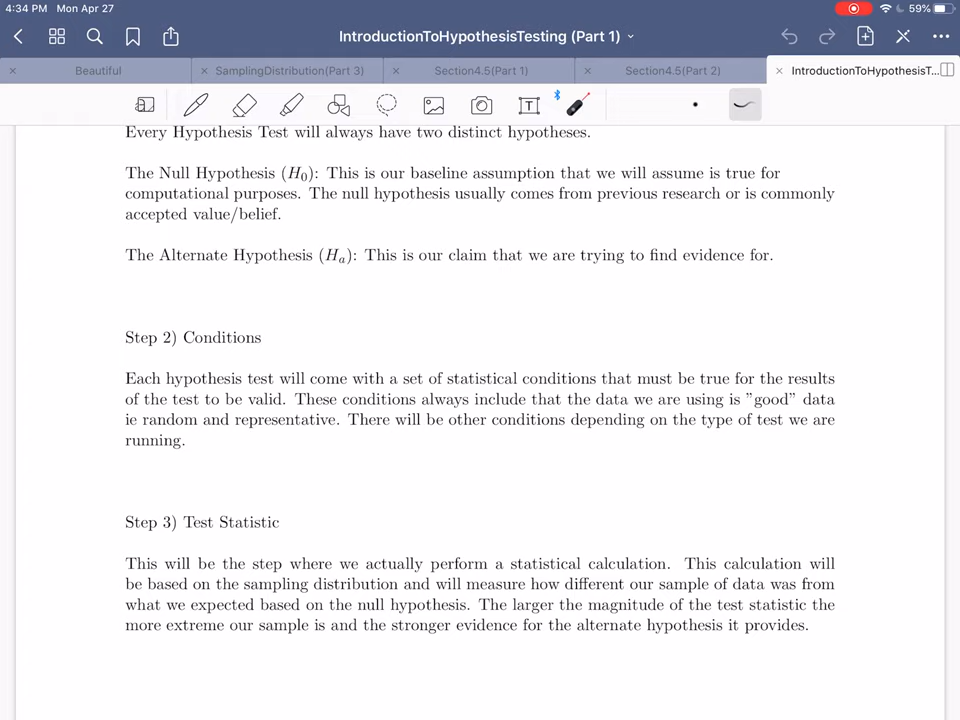 4:34 PM Mon Apr 27
59%
IntroductionToHypothesisTesting (Part 1)
Beautiful
SamplingDistribution(Part 3)
Section4.5(Part 1)
Section4.5(Part 2)
IntroductionToHypothesisT...
T
Every Hypothesis Test will always have two distinct hypotheses.
The Null Hypothesis (H₀): This is our baseline assumption that we will assume is true for
computational purposes. The null hypothesis usually comes from previous research or is commonly
accepted value/belief.
The Alternate Hypothesis (Hₐ): This is our claim that we are trying to find evidence for.
Step 2) Conditions
Each hypothesis test will come with a set of statistical conditions that must be true for the results
of the test to be valid. These conditions always include that the data we are using is "good" data
ie random and representative. There will be other conditions depending on the type of test we are
running.
Step 3) Test Statistic
This will be the step where we actually perform a statistical calculation. This calculation will
be based on the sampling distribution and will measure how different our sample of data was from
what we expected based on the null hypothesis. The larger the magnitude of the test statistic the
more extreme our sample is and the stronger evidence for the alternate hypothesis it provides.